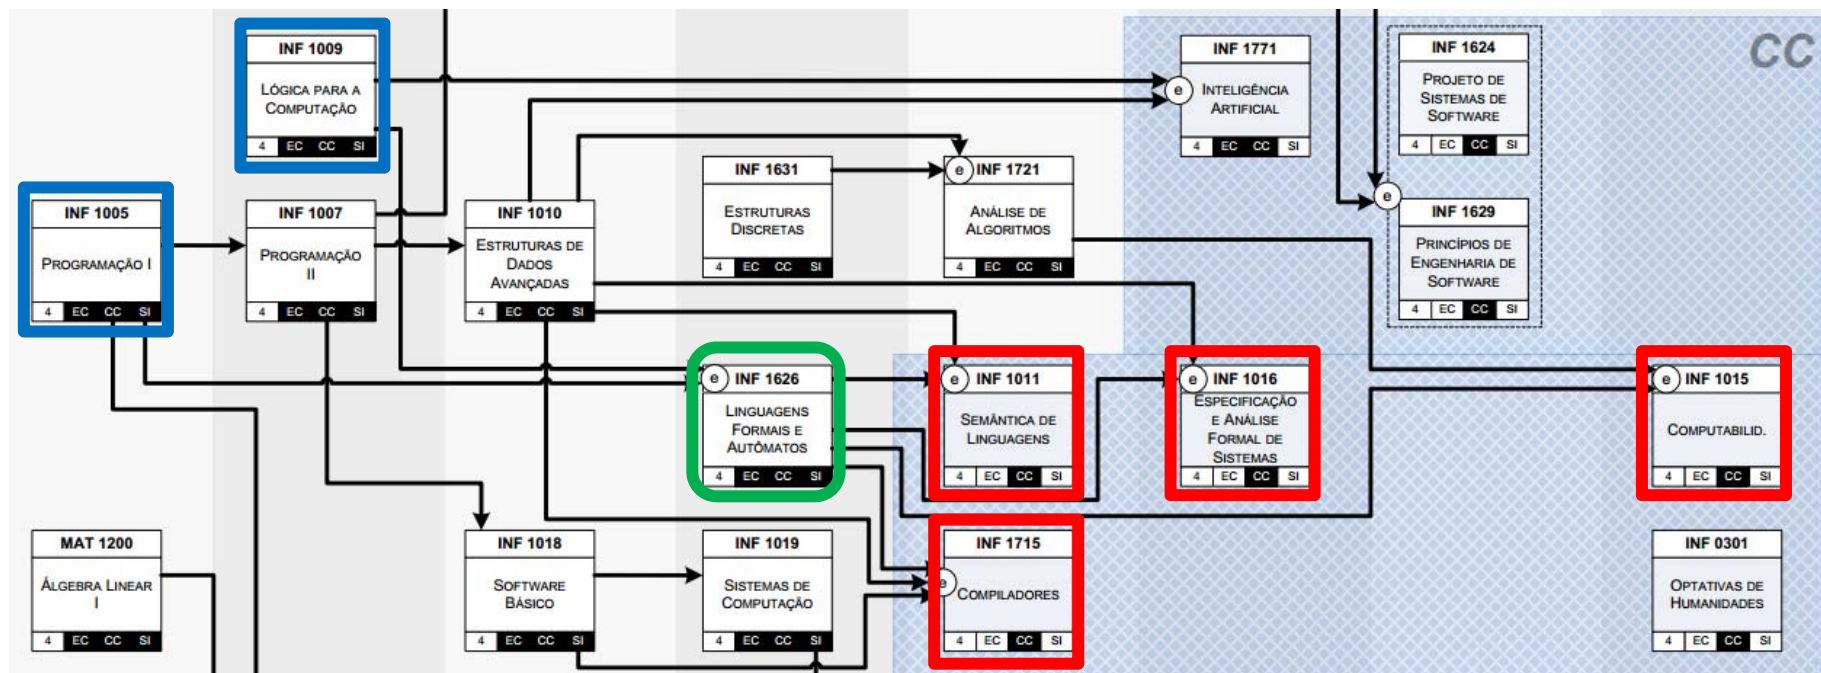 INF 1009
LÓGICA PARA A
COMPUTAÇÃO
4 EC CC SI
INF 1771
e
INTELIGÊNCIA
ARTIFICIAL
4 EC CC SI
INF 1624
PROJETO DE
SISTEMAS DE
SOFTWARE
4 EC CC SI
CC
INF 1005
PROGRAMAÇÃO I
4 EC CC SI
INF 1007
PROGRAMAÇÃO
II
4 EC CC SI
INF 1010
ESTRUTURAS DE
DADOS
AVANÇADAS
4 EC CC SI
INF 1631
ESTRUTURAS
DISCRETAS
4 EC CC SI
e INF 1721
ANÁLISE DE
ALGORITMOS
4 EC CC SI
e
INF 1629
PRINCÍPIOS DE
ENGENHARIA DE
SOFTWARE
4 EC CC SI
e INF 1626
LINGUAGENS
FORMAIS E
AUTÔMATOS
4 EC CC SI
e INF 1011
SEMÂNTICA DE
LINGUAGENS
4 EC CC SI
e INF 1016
ESPECIFICAÇÃO
E ANÁLISE
FORMAL DE
SISTEMAS
4 EC CC SI
e INF 1015
COMPUTABILID.
4 EC CC SI
MAT 1200
ÁLGEBRA LINEAR
I
4 EC CC SI
INF 1018
SOFTWARE
BÁSICO
4 EC CC SI
INF 1019
SISTEMAS DE
COMPUTAÇÃO
4 EC CC SI
INF 1715
e
COMPILADORES
4 EC CC SI
INF 0301
OPTATIVAS DE
HUMANIDADES
4 EC CC SI